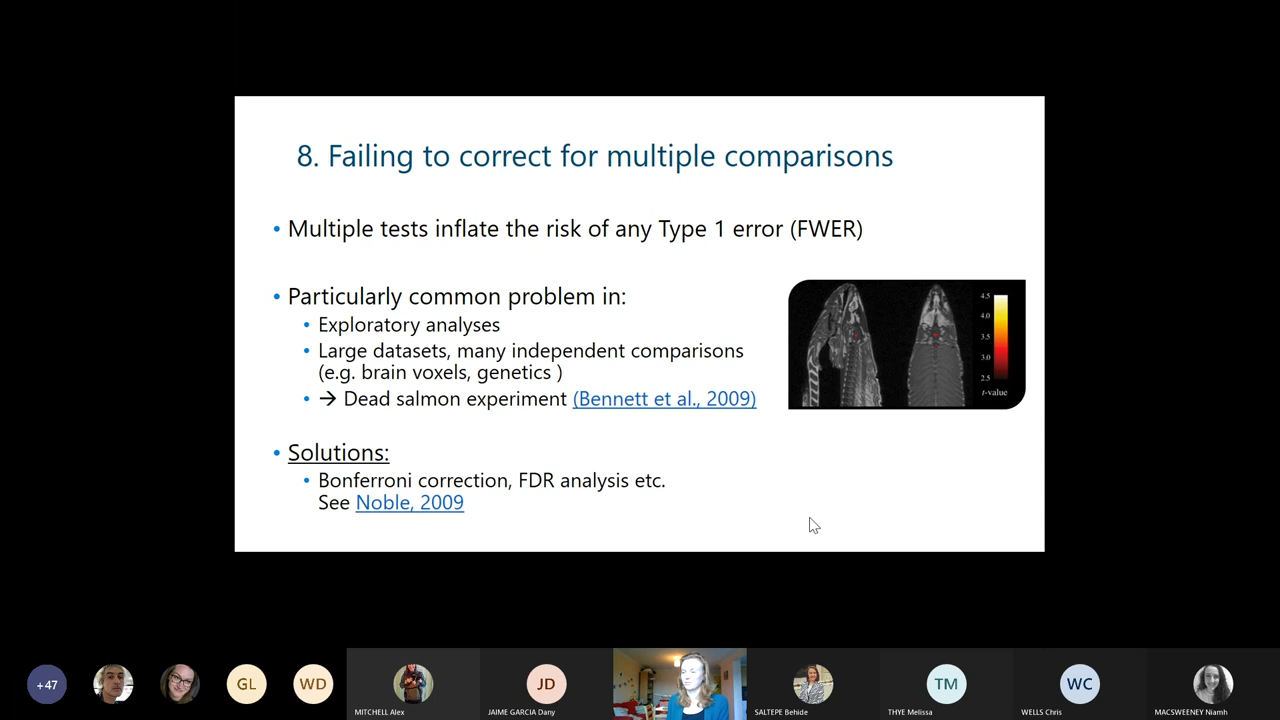 8. Failing to correct for multiple comparisons
• Multiple tests inflate the risk of any Type 1 error (FWER)
• Particularly common problem in:
• Exploratory analyses
• Large datasets, many independent comparisons
(e.g. brain voxels, genetics )
• → Dead salmon experiment (Bennett et al., 2009)
4.5
4.0
3.5
3.0
2.5
t-value
• Solutions:
• Bonferroni correction, FDR analysis etc.
See Noble, 2009
+47
GL
WD
MITCHELL Alex
JD
JAIME GARCIA Dany
SALTEPE Behide
TM
THYE Melissa
WC
WELLS Chris
MACSWEENEY Niamh